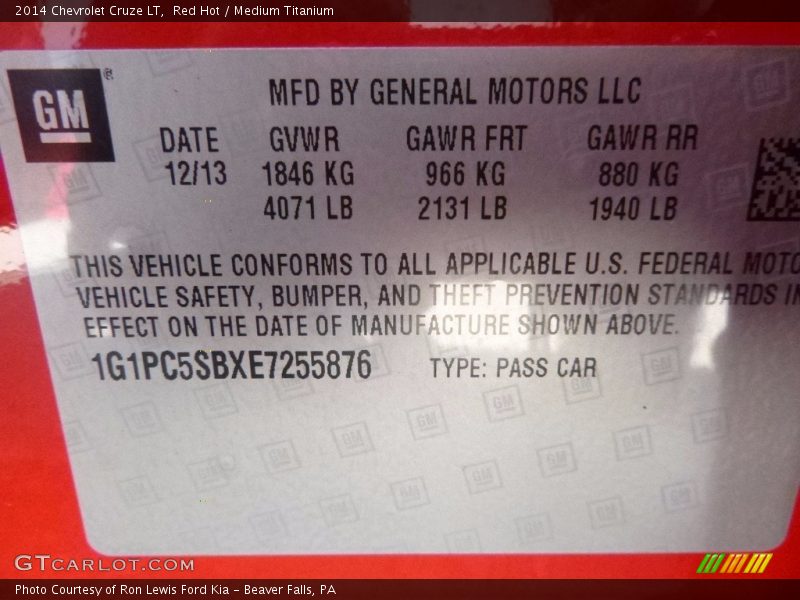 2014 Chevrolet Cruze LT,  Red Hot / Medium Titanium
GM ®
MFD BY GENERAL MOTORS LLC
DATE GVWR GAWR FRT GAWR RR
12/13 1846 KG 966 KG 880 KG
4071 LB 2131 LB 1940 LB
THIS VEHICLE CONFORMS TO ALL APPLICABLE U.S. FEDERAL MOTO
VEHICLE SAFETY, BUMPER, AND THEFT PREVENTION STANDARDS IN
EFFECT ON THE DATE OF MANUFACTURE SHOWN ABOVE.
1G1PC5SBXE7255876 TYPE: PASS CAR
GTCARLOT.COM
Photo Courtesy of Ron Lewis Ford Kia – Beaver Falls, PA